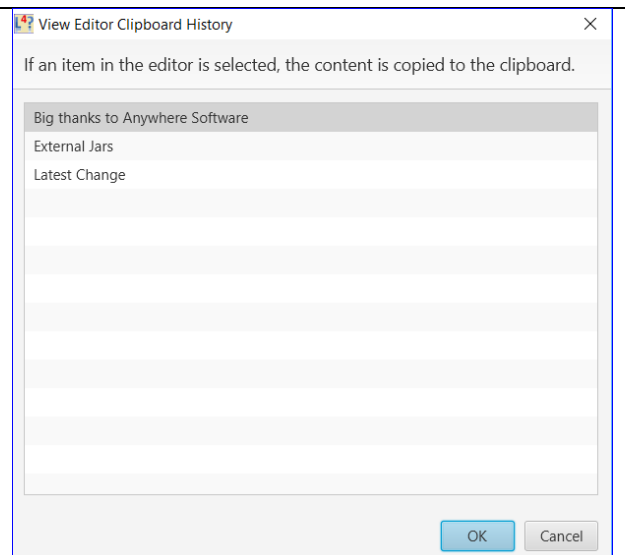 View Editor Clipboard History
If an item in the editor is selected, the content is copied to the clipboard.
Big thanks to Anywhere Software
External Jars
Latest Change
OK Cancel